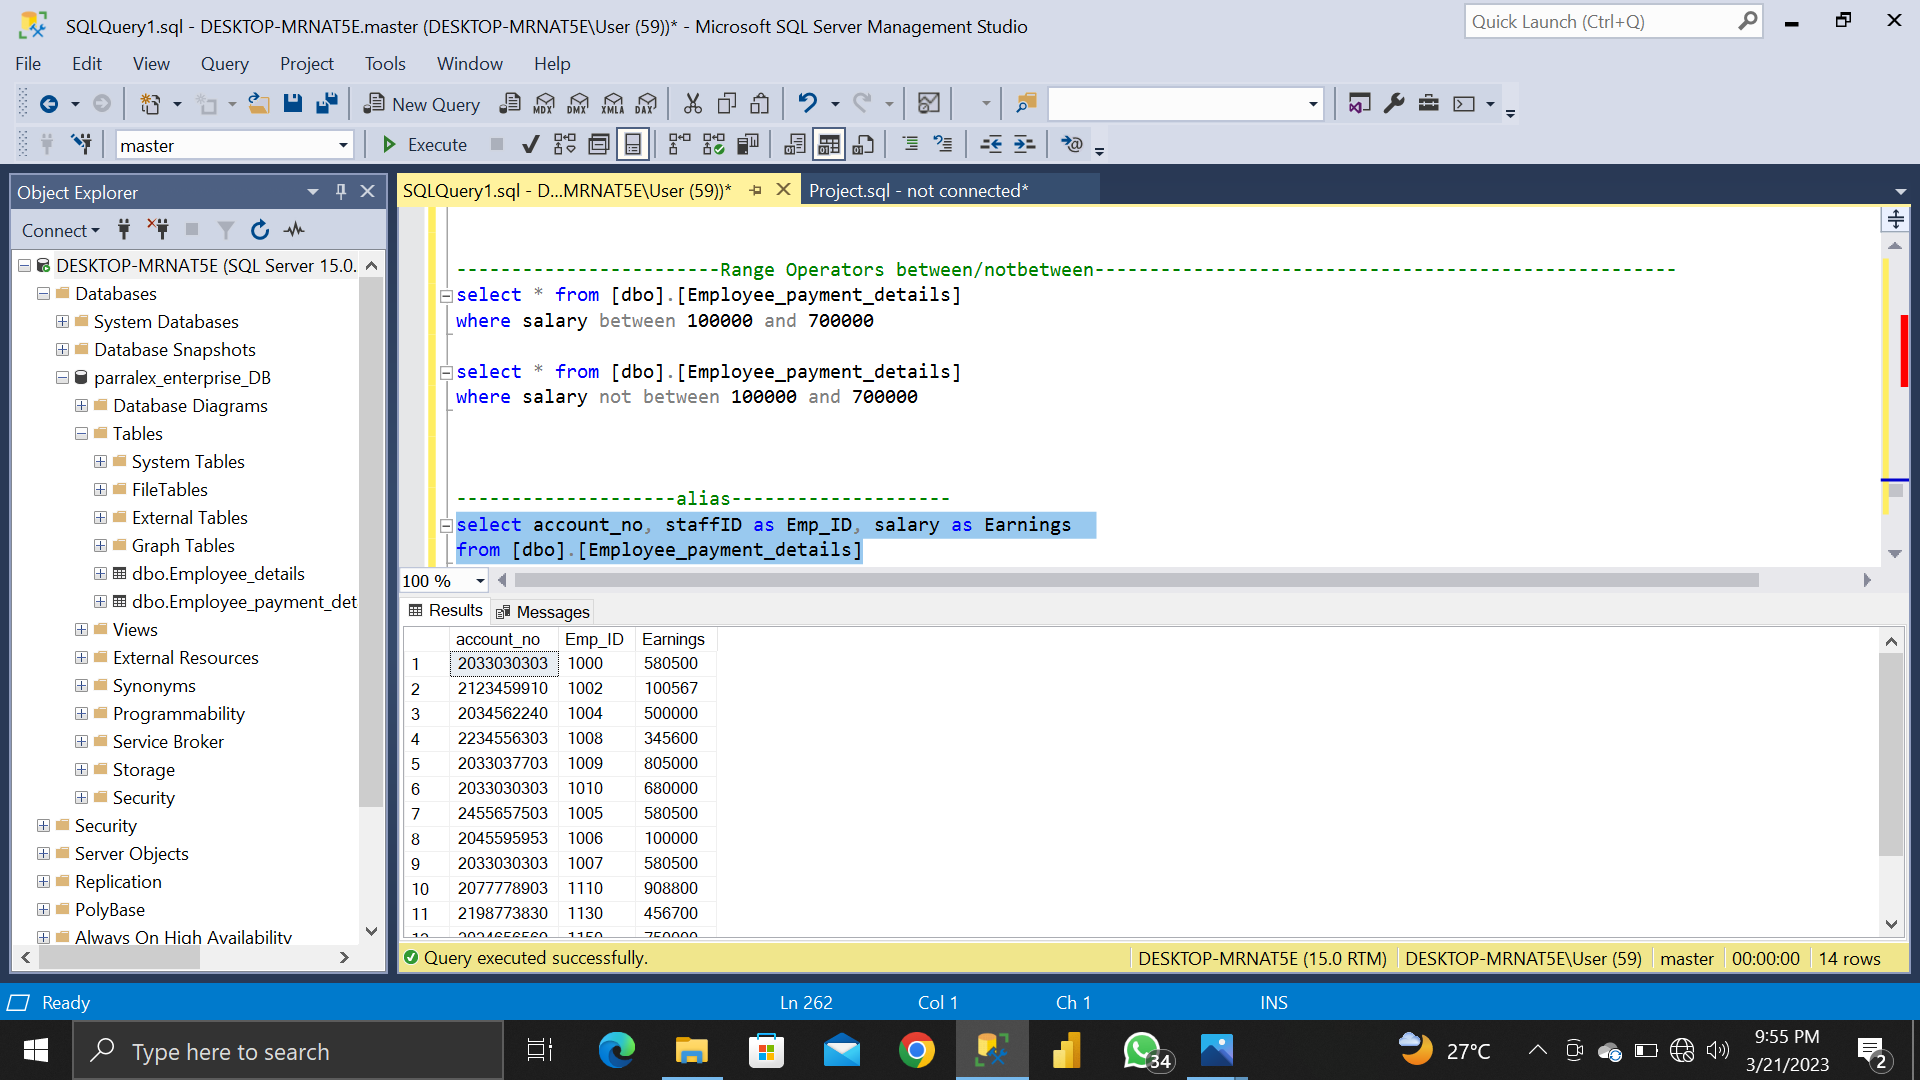 SQLQuery1.sql - DESKTOP-MRNAT5E.master (DESKTOP-MRNAT5E\User (59))* - Microsoft SQL Server Management Studio
Quick Launch (Ctrl+Q)
File Edit View Query Project Tools Window Help
New Query MDX DMX XMLA DAX
master Execute
Object Explorer
Connect
DESKTOP-MRNAT5E (SQL Server 15.0.
Databases
System Databases
Database Snapshots
parralex_enterprise_DB
Database Diagrams
Tables
System Tables
FileTables
External Tables
Graph Tables
dbo.Employee_details
dbo.Employee_payment_det
Views
External Resources
Synonyms
Programmability
Service Broker
Storage
Security
Security
Server Objects
Replication
PolyBase
Always On High Availability
SQLQuery1.sql - D...MRNAT5E\User (59))* Project.sql - not connected*
------------------------Range Operators between/notbetween-----------------------------------------------------
select * from [dbo].[Employee_payment_details]
where salary between 100000 and 700000
select * from [dbo].[Employee_payment_details]
where salary not between 100000 and 700000
--------------------alias--------------------
select account_no, staffID as Emp_ID, salary as Earnings
from [dbo].[Employee_payment_details]
100 %
Results Messages
account_no Emp_ID Earnings
1 2033030303 1000 580500
2 2123459910 1002 100567
3 2034562240 1004 500000
4 2234556303 1008 345600
5 2033037703 1009 805000
6 2033030303 1010 680000
7 2455657503 1005 580500
8 2045595953 1006 100000
9 2033030303 1007 580500
10 2077778903 1110 908800
11 2198773830 1130 456700
Query executed successfully. DESKTOP-MRNAT5E (15.0 RTM) DESKTOP-MRNAT5E\User (59) master 00:00:00 14 rows
Ready Ln 262 Col 1 Ch 1 INS
Type here to search
34
27°C
9:55 PM
3/21/2023
2